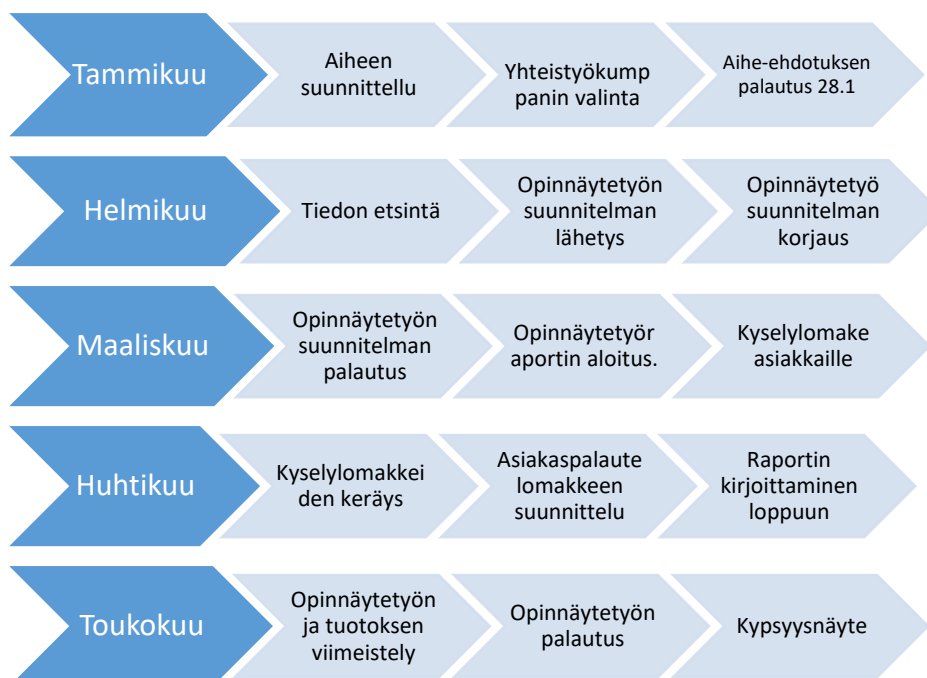 Tammikuu
Aiheen
suunnittellu
Yhteistyökump
panin valinta
Aihe-ehdotuksen
palautus 28.1
Helmikuu
Tiedon etsintä
Opinnäytetyön
suunnitelman
lähetys
Opinnäytetyö
suunnitelman
korjaus
Maaliskuu
Opinnäytetyön
suunnitelman
palautus
Opinnäytetyör
aportin aloitus.
Kyselylomake
asiakkaille
Huhtikuu
Kyselylomakkei
den keräys
Asiakaspalaute
lomakkeen
suunnittelu
Raportin
kirjoittaminen
loppuun
Toukokuu
Opinnäytetyön
ja tuotoksen
viimeistely
Opinnäytetyön
palautus
Kypsyysnäyte